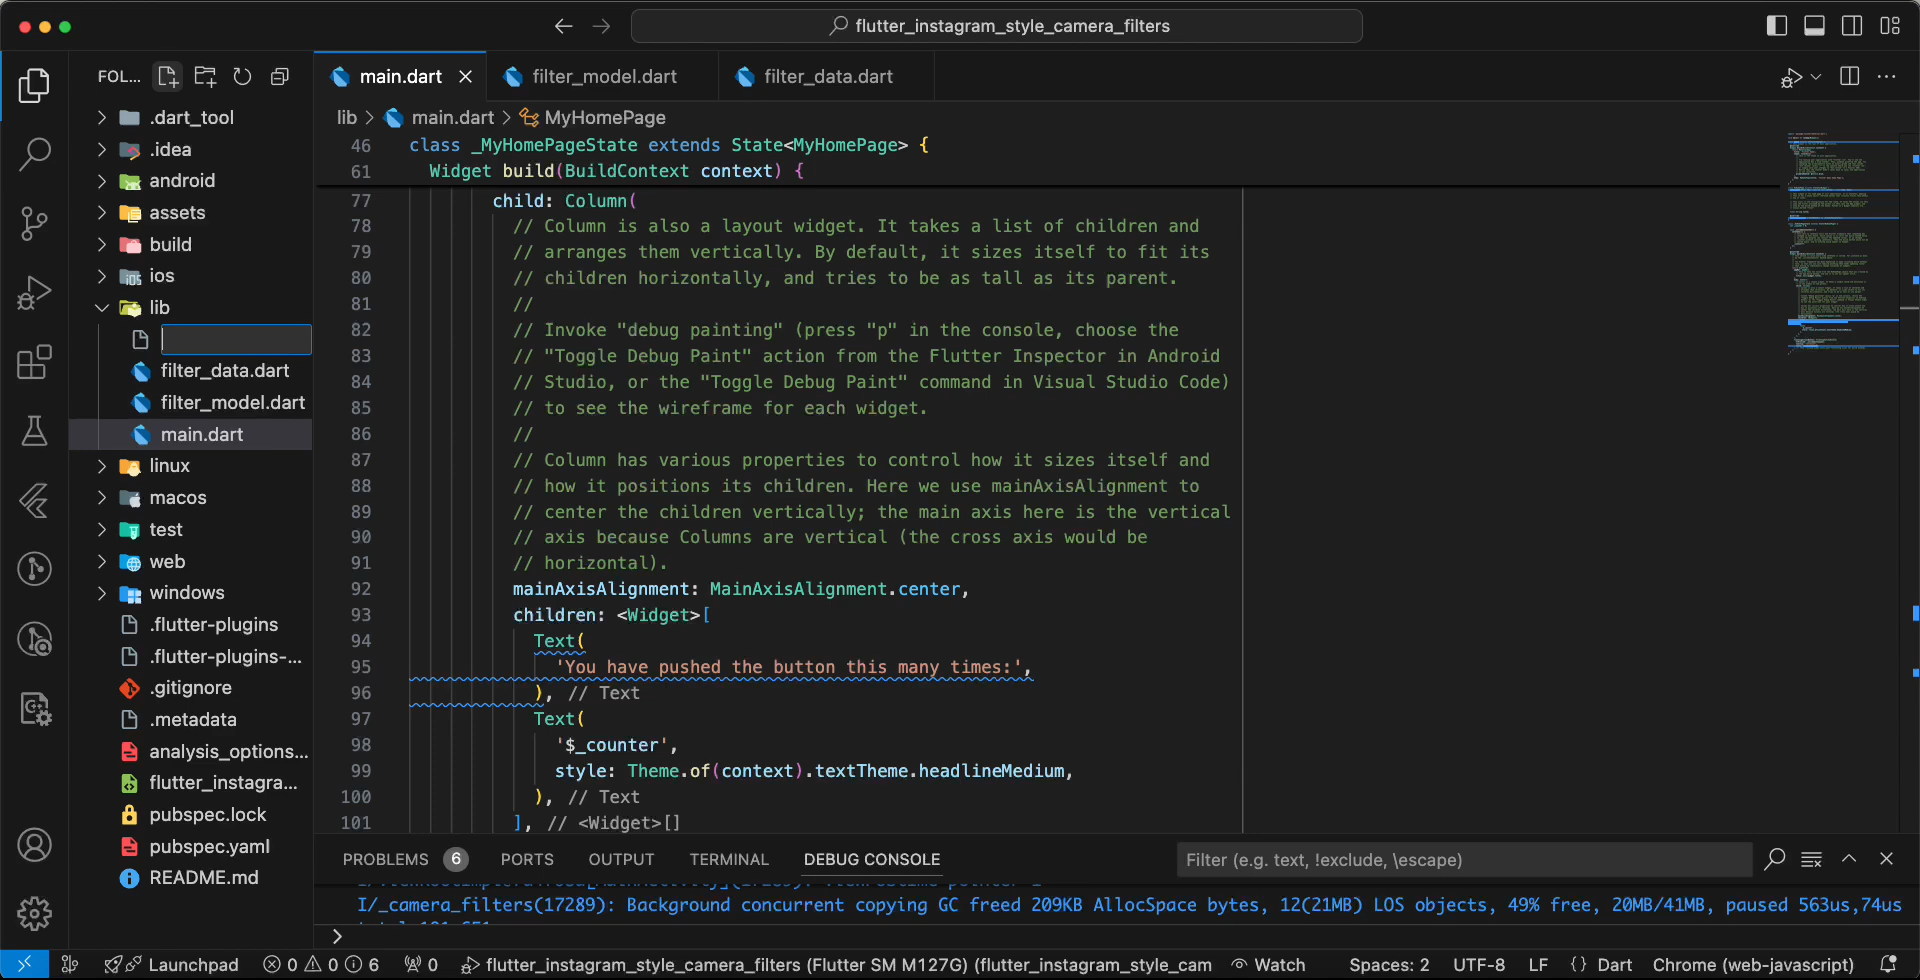 flutter_instagram_style_camera_filters
FOL...
main.dart
filter_model.dart
filter_data.dart
lib > main.dart > MyHomePage
.dart_tool
.idea
android
assets
build
ios
lib
filter_data.dart
filter_model.dart
main.dart
linux
macos
test
web
windows
.flutter-plugins
.flutter-plugins-...
.gitignore
.metadata
analysis_options...
flutter_instagra...
pubspec.lock
pubspec.yaml
README.md
46 class _MyHomePageState extends State<MyHomePage> {
61 Widget build(BuildContext context) {
77 child: Column(
78 // Column is also a layout widget. It takes a list of children and
79 // arranges them vertically. By default, it sizes itself to fit its
80 // children horizontally, and tries to be as tall as its parent.
81 //
82 // Invoke "debug painting" (press "p" in the console, choose the
83 // "Toggle Debug Paint" action from the Flutter Inspector in Android
84 // Studio, or the "Toggle Debug Paint" command in Visual Studio Code)
85 // to see the wireframe for each widget.
86 //
87 // Column has various properties to control how it sizes itself and
88 // how it positions its children. Here we use mainAxisAlignment to
89 // center the children vertically; the main axis here is the vertical
90 // axis because Columns are vertical (the cross axis would be
91 // horizontal).
92 mainAxisAlignment: MainAxisAlignment.center,
93 children: <Widget>[
94 Text(
95 'You have pushed the button this many times:',
96 ), // Text
97 Text(
98 '$_counter',
99 style: Theme.of(context).textTheme.headlineMedium,
100 ), // Text
101 ], // <Widget>[]
PROBLEMS 6 PORTS OUTPUT TERMINAL DEBUG CONSOLE
Filter (e.g. text, !exclude, \escape)
I/_camera_filters(17289): Background concurrent copying GC freed 209KB AllocSpace bytes, 12(21MB) LOS objects, 49% free, 20MB/41MB, paused 563us,74us
>
Launchpad 0 0 6 0 flutter_instagram_style_camera_filters (Flutter SM M127G) (flutter_instagram_style_cam Watch Spaces: 2 UTF-8 LF {} Dart Chrome (web-javascript)